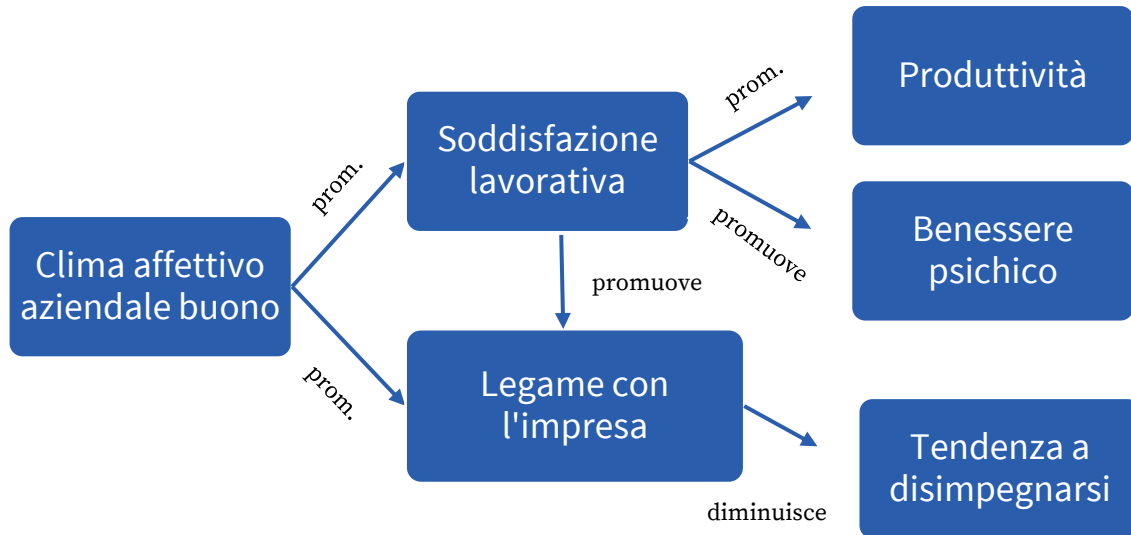 Clima affettivo
aziendale buono
prom.
prom.
Soddisfazione
lavorativa
promuove
Legame con
l'impresa
prom.
promuove
diminuisce
Produttività
Benessere
psichico
Tendenza a
disimpegnarsi